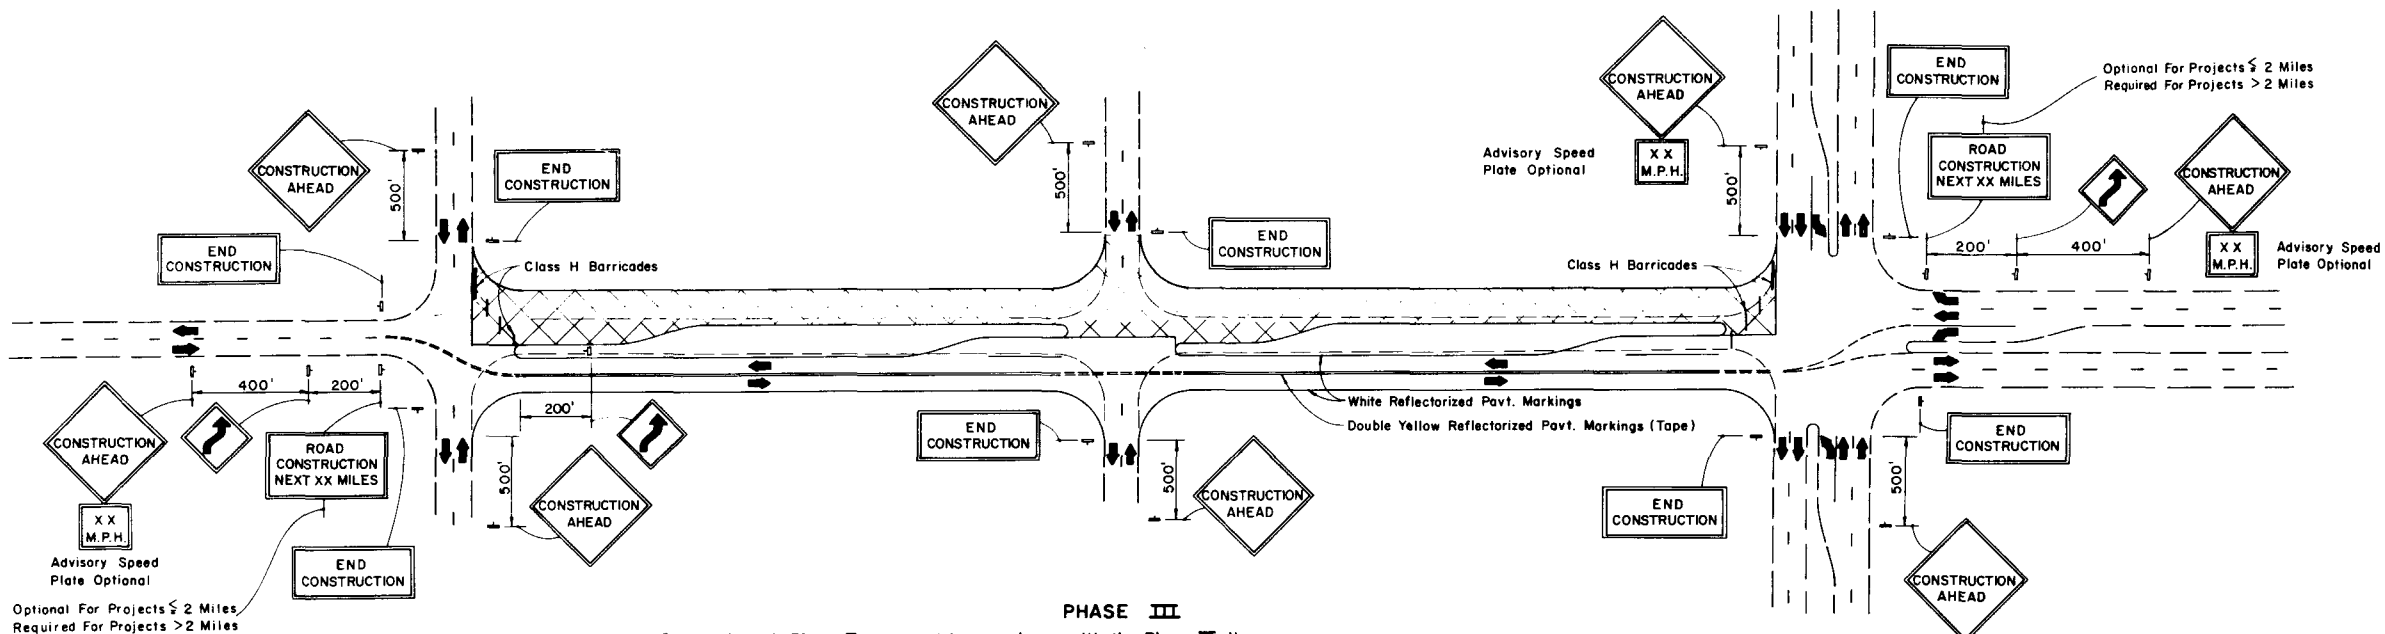 CONSTRUCTION
AHEAD
500'
END
CONSTRUCTION
END
CONSTRUCTION
Class H Barricades
CONSTRUCTION
AHEAD
500'
END
CONSTRUCTION
CONSTRUCTION
AHEAD
XX
M.P.H.
Advisory Speed
Plate Optional
500'
Class H Barricades
END
CONSTRUCTION
Optional For Projects ≦ 2 Miles
Required For Projects >2 Miles
ROAD
CONSTRUCTION
NEXT XX MILES
200'
400'
CONSTRUCTION
AHEAD
XX
M.P.H.
Advisory Speed
Plate Optional
400'
200'
CONSTRUCTION
AHEAD
XX
M.P.H.
Advisory Speed
Plate Optional
ROAD
CONSTRUCTION
NEXT XX MILES
Optional For Projects ≦ 2 Miles
Required For Projects >2 Miles
END
CONSTRUCTION
200'
500'
CONSTRUCTION
AHEAD
END
CONSTRUCTION
500'
CONSTRUCTION
AHEAD
White Reflectorized Pavt. Markings
Double Yellow Reflectorized Pavt. Markings (Tape)
END
CONSTRUCTION
END
CONSTRUCTION
500'
CONSTRUCTION
AHEAD
PHASE III